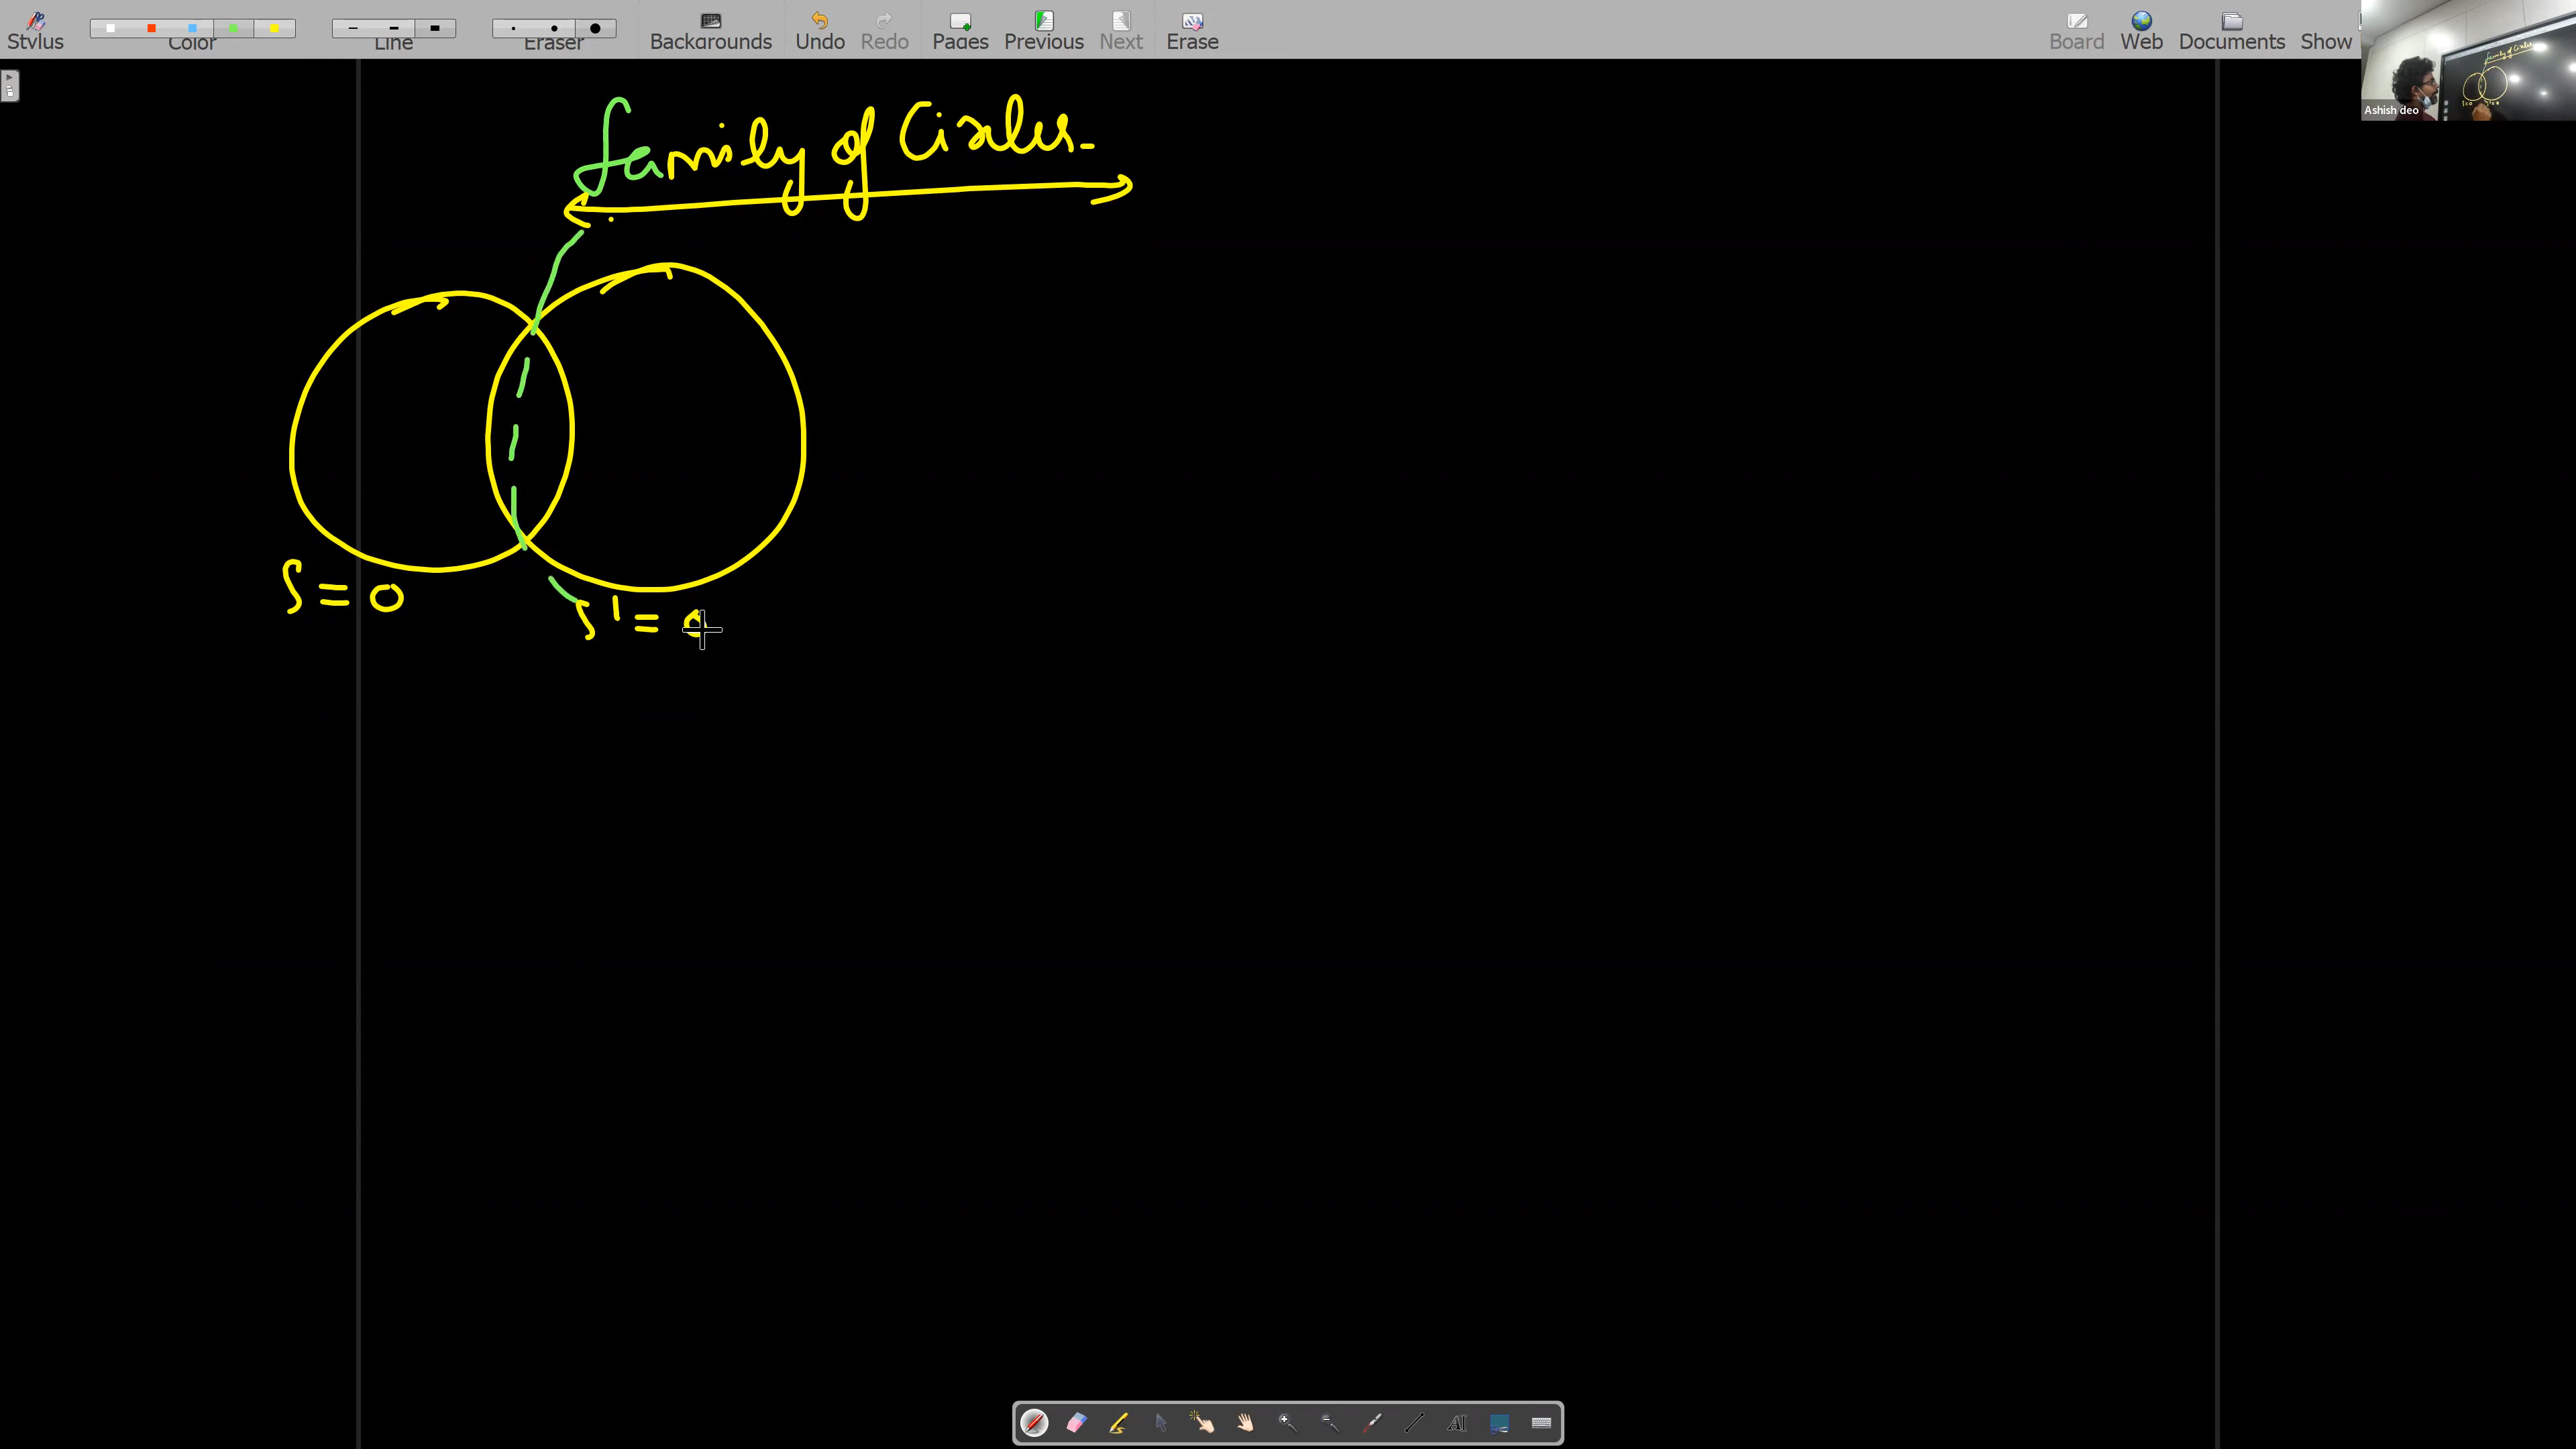 Stylus Color Line Eraser Backgrounds Undo Redo Pages Previous Next Erase Board Web Documents Show
Ashish deo
family of Circles.
S = 0
S' = 0